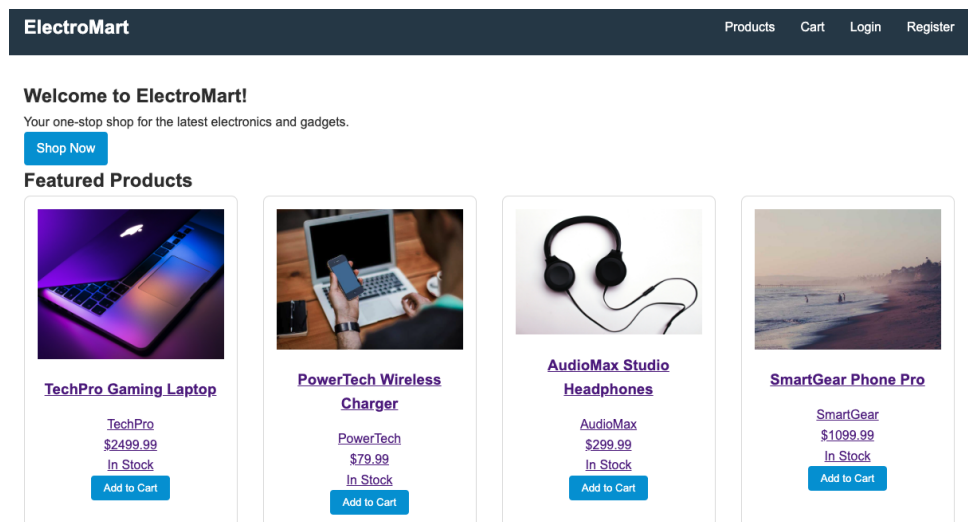 ElectroMart
Products Cart Login Register
Welcome to ElectroMart!
Your one-stop shop for the latest electronics and gadgets.
Shop Now
Featured Products
TechPro Gaming Laptop
TechPro
$2499.99
In Stock
Add to Cart
PowerTech Wireless
Charger
PowerTech
$79.99
In Stock
Add to Cart
AudioMax Studio
Headphones
AudioMax
$299.99
In Stock
Add to Cart
SmartGear Phone Pro
SmartGear
$1099.99
In Stock
Add to Cart